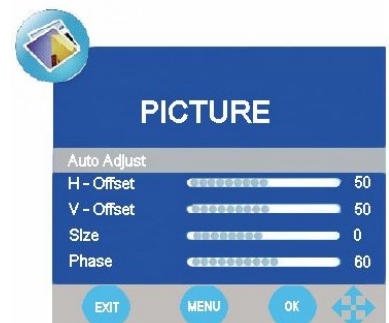 PICTURE
Auto Adjust
H - Offset 50
V - Offset 50
SIze 0
Phase 60
EXIT MENU OK